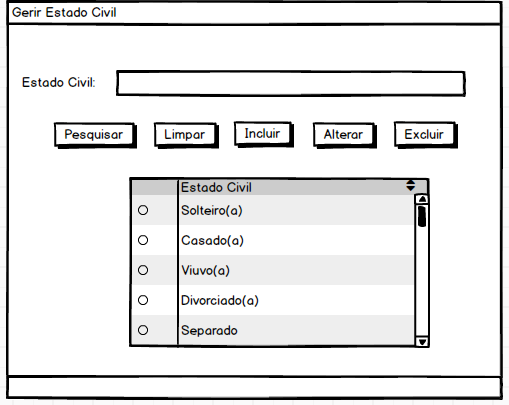 Gerir Estado Civil
Estado Civil:
Pesquisar Limpar Incluir Alterar Excluir
Estado Civil
Solteiro(a)
Casado(a)
Viuvo(a)
Divorciado(a)
Separado